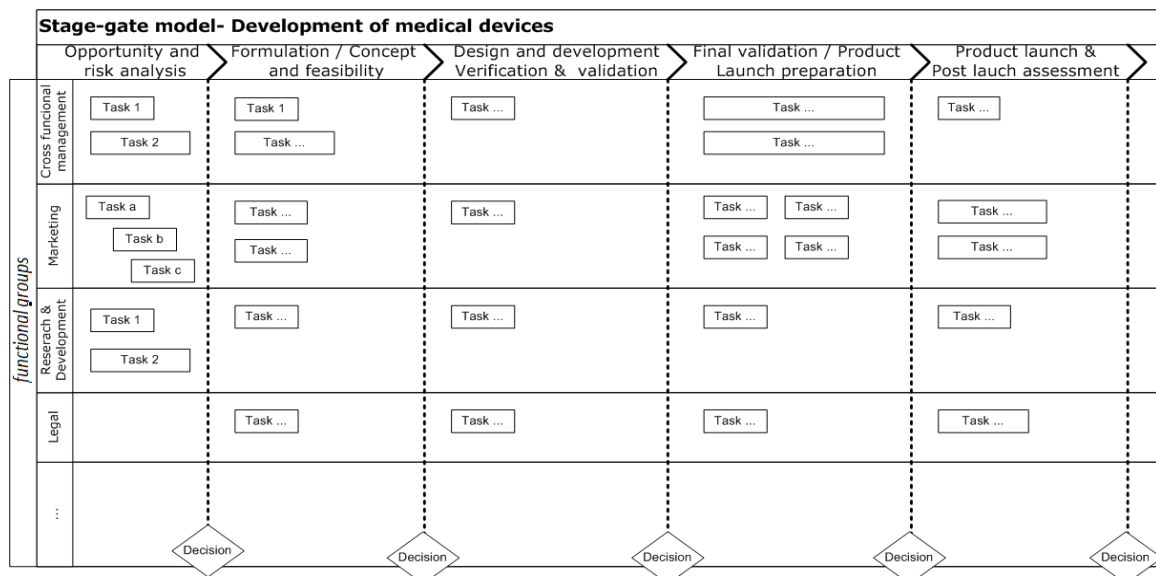 Stage-gate model- Development of medical devices
Opportunity and
risk analysis
Formulation / Concept
and feasibility
Design and development
Verification & validation
Final validation / Product
Launch preparation
Product launch &
Post lauch assessment
functional groups
Cross funcional
management
Task 1
Task 2
Task 1
Task ...
Task ...
Task ...
Task ...
Task ...
Marketing
Task a
Task b
Task c
Task ...
Task ...
Task ...
Task ...
Task ...
Task ...
Task ...
Task ...
Task ...
Reserach &
Development
Task 1
Task 2
Task ...
Task ...
Task ...
Task ...
Legal
Task ...
Task ...
Task ...
Task ...
...
Decision
Decision
Decision
Decision
Decision